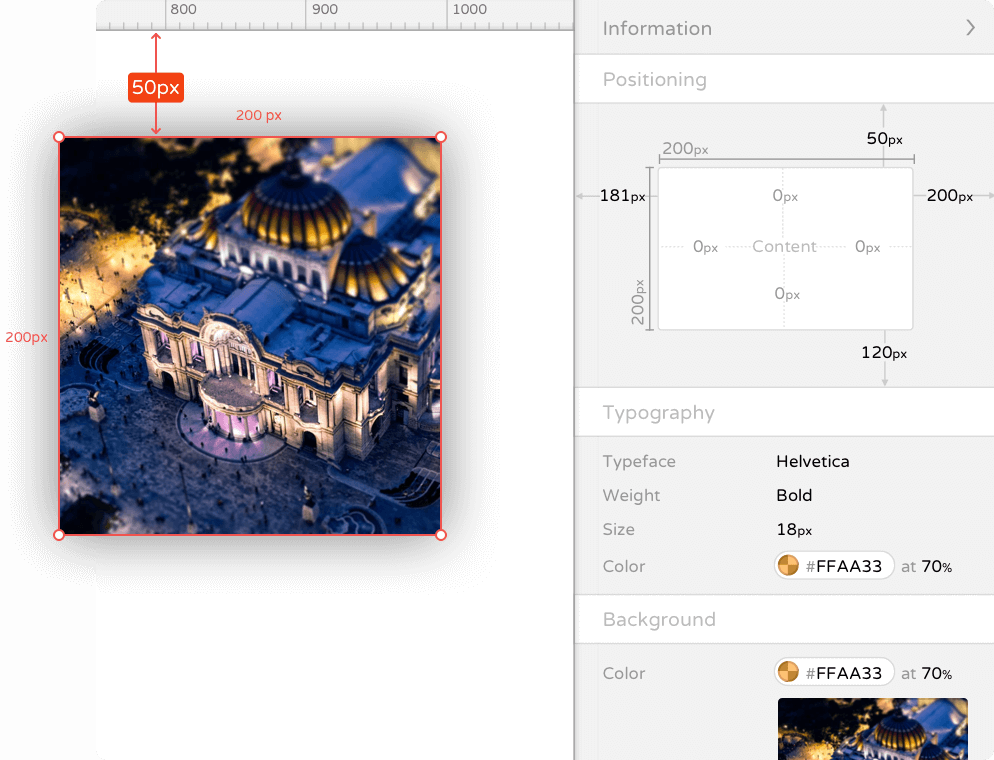 800
900
1000
50px
200 px
200px
Information
Positioning
50px
200px
181px
0px
200px
0px
Content
0px
200px
0px
120px
Typography
Typeface
Helvetica
Weight
Bold
Size
18px
Color
#FFAA33
at 70%
Background
Color
#FFAA33
at 70%